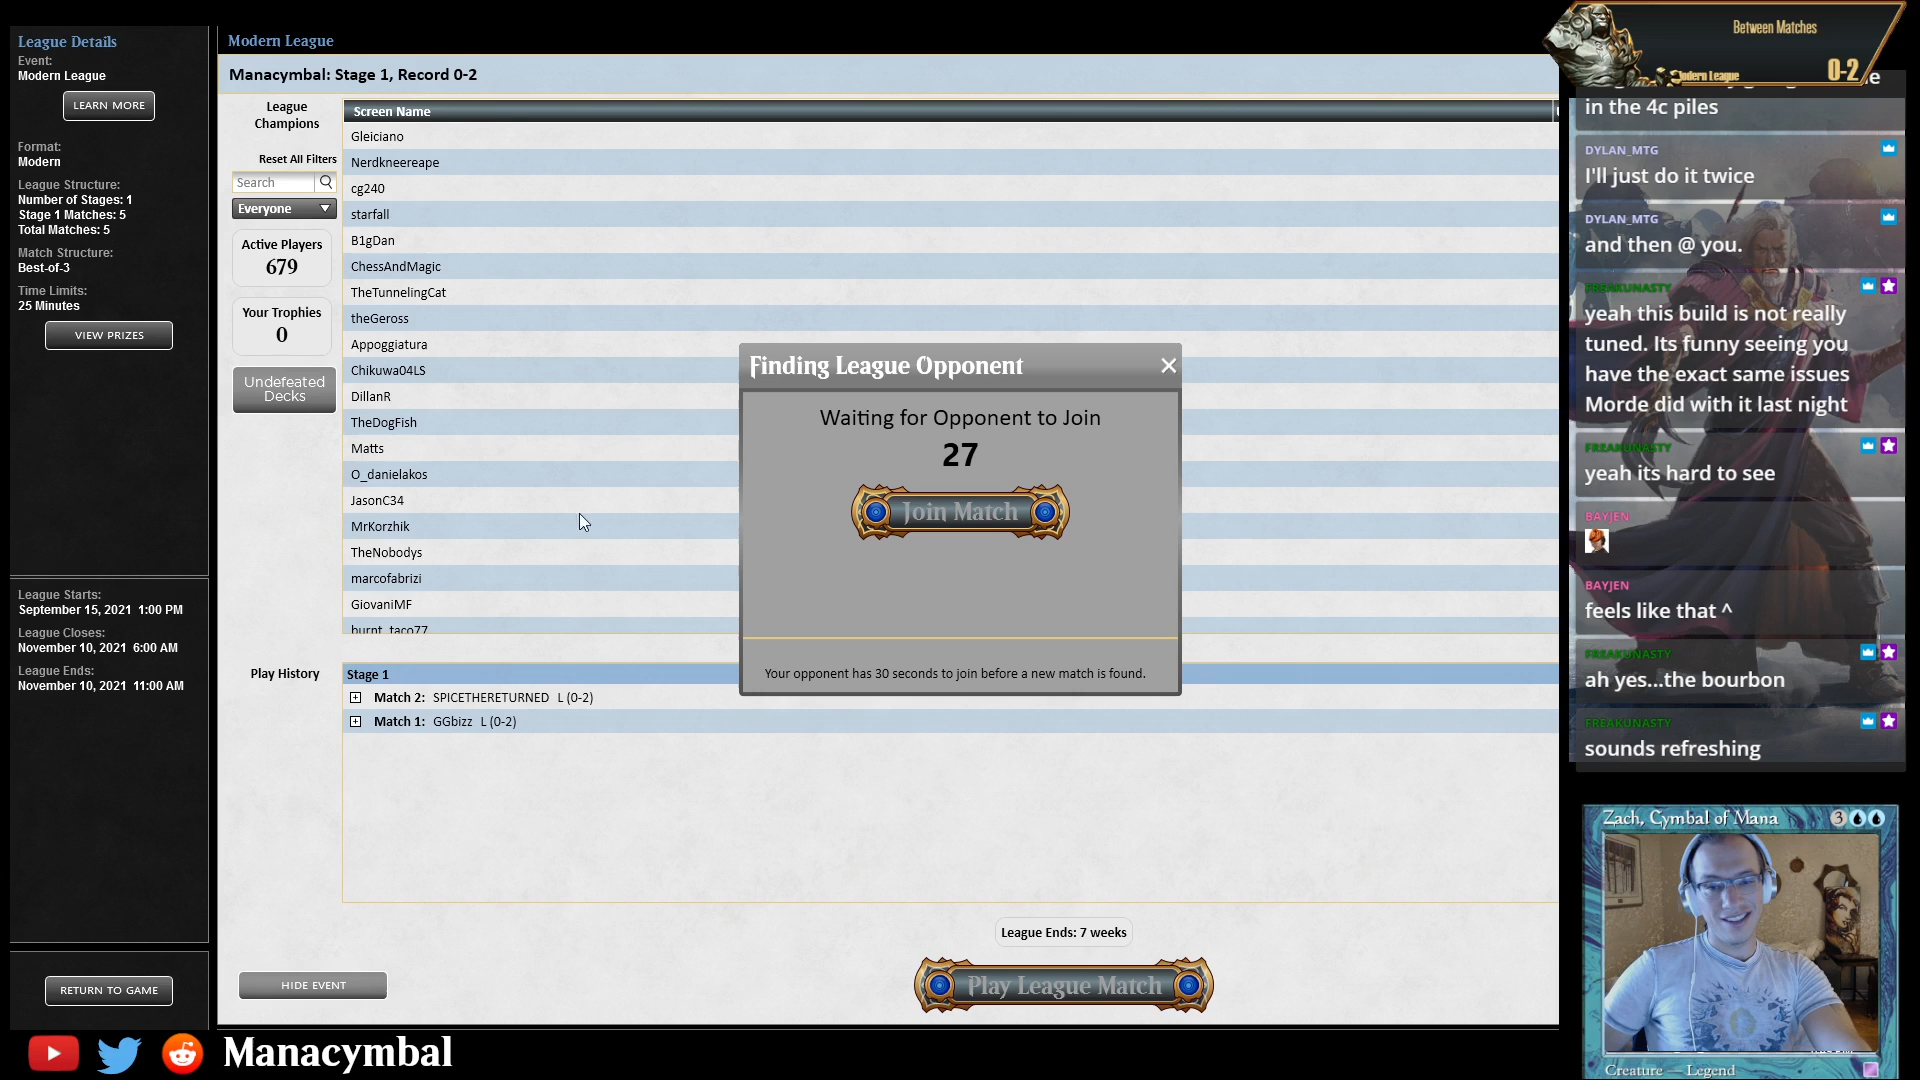 League Details
Event:
Modern League
LEARN MORE
Format:
Modern
League Structure:
Number of Stages: 1
Stage 1 Matches: 5
Total Matches: 5
Match Structure:
Best-of-3
Time Limits:
25 Minutes
VIEW PRIZES
League Starts:
September 15, 2021 1:00 PM
League Closes:
November 10, 2021 6:00 AM
League Ends:
November 10, 2021 11:00 AM
RETURN TO GAME
Modern League
Manacymbal: Stage 1, Record 0-2
League
Champions
Reset All Filters
Search
Everyone
Active Players
679
Your Trophies
0
Undefeated
Decks
Screen Name
Gleiciano
Nerdkneereape
cg240
starfall
B1gDan
ChessAndMagic
TheTunnelingCat
theGeross
Appoggiatura
Chikuwa04LS
DillanR
TheDogFish
Matts
O_danielakos
JasonC34
MrKorzhik
TheNobodys
marcofabrizi
GiovaniMF
burnt_taco77
Finding League Opponent
Waiting for Opponent to Join
27
Join Match
Your opponent has 30 seconds to join before a new match is found.
Play History
Stage 1
Match 2: SPICETHERETURNED L (0-2)
Match 1: GGbizz L (0-2)
League Ends: 7 weeks
HIDE EVENT
Play League Match
Manacymbal
Between Matches
Modern League
0-2
in the 4c piles
DYLAN_MTG
I'll just do it twice
DYLAN_MTG
and then @ you.
FREAKUNASTY
yeah this build is not really
tuned. Its funny seeing you
have the exact same issues
Morde did with it last night
FREAKUNASTY
yeah its hard to see
BAYJEN
BAYJEN
feels like that ^
FREAKUNASTY
ah yes...the bourbon
FREAKUNASTY
sounds refreshing
Zach, Cymbal of Mana 3
Creature — Legend